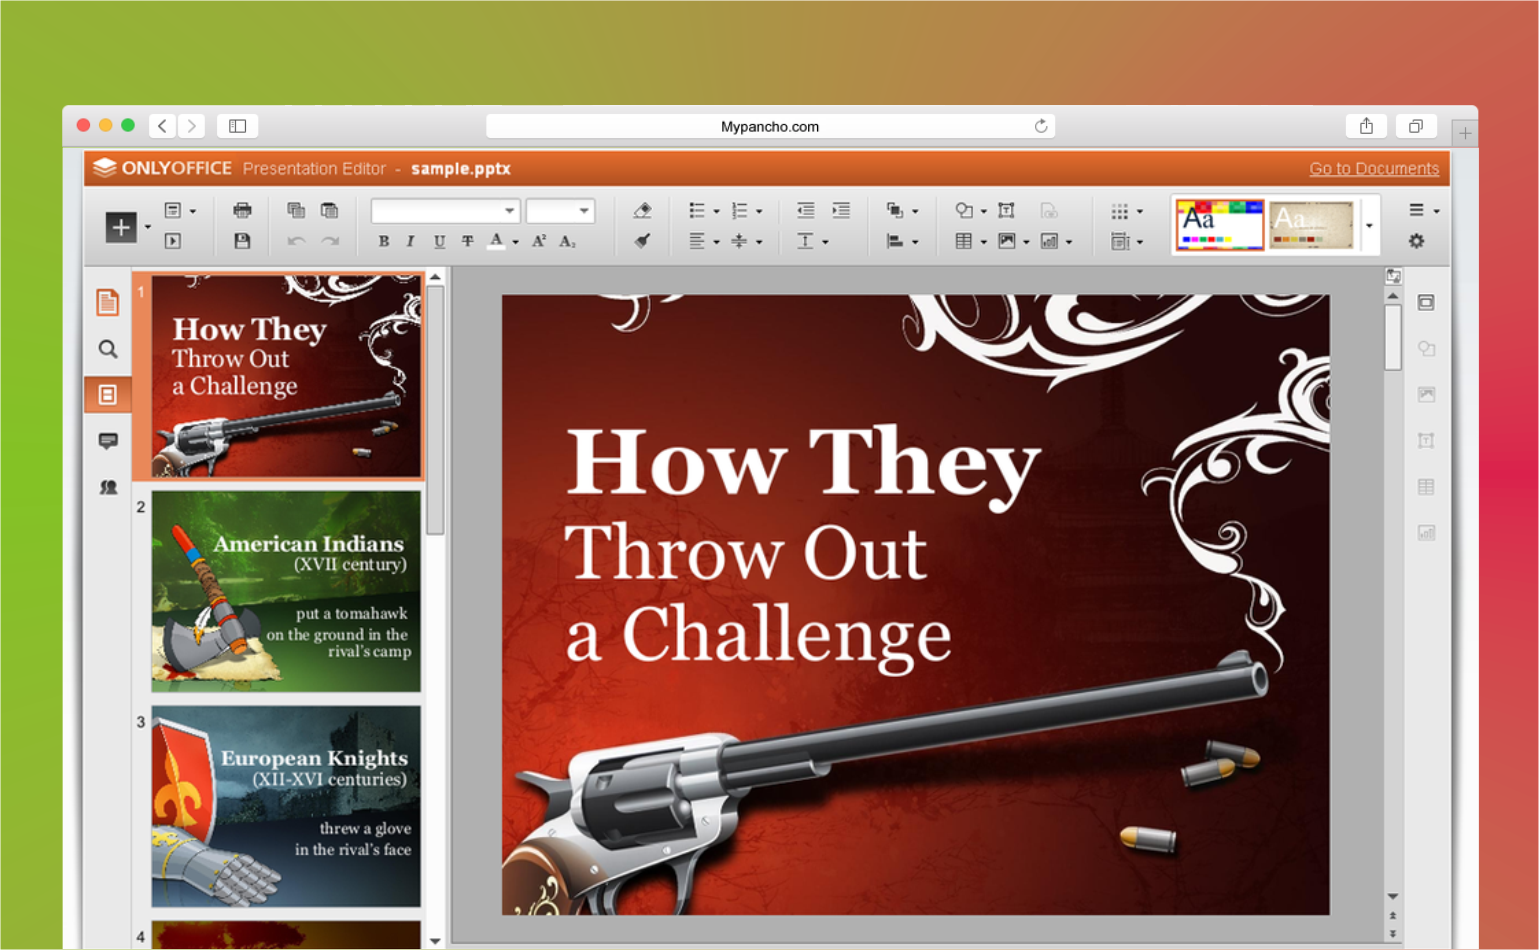 Mypancho.com
ONLYOFFICE Presentation Editor - sample.pptx
Go to Documents
B I U T A A² A₂
Aa
Aa
1
How They
Throw Out
a Challenge
2
American Indians
(XVII century)
put a tomahawk
on the ground in the
rival's camp
3
European Knights
(XII-XVI centuries)
threw a glove
in the rival's face
4
How They
Throw Out
a Challenge